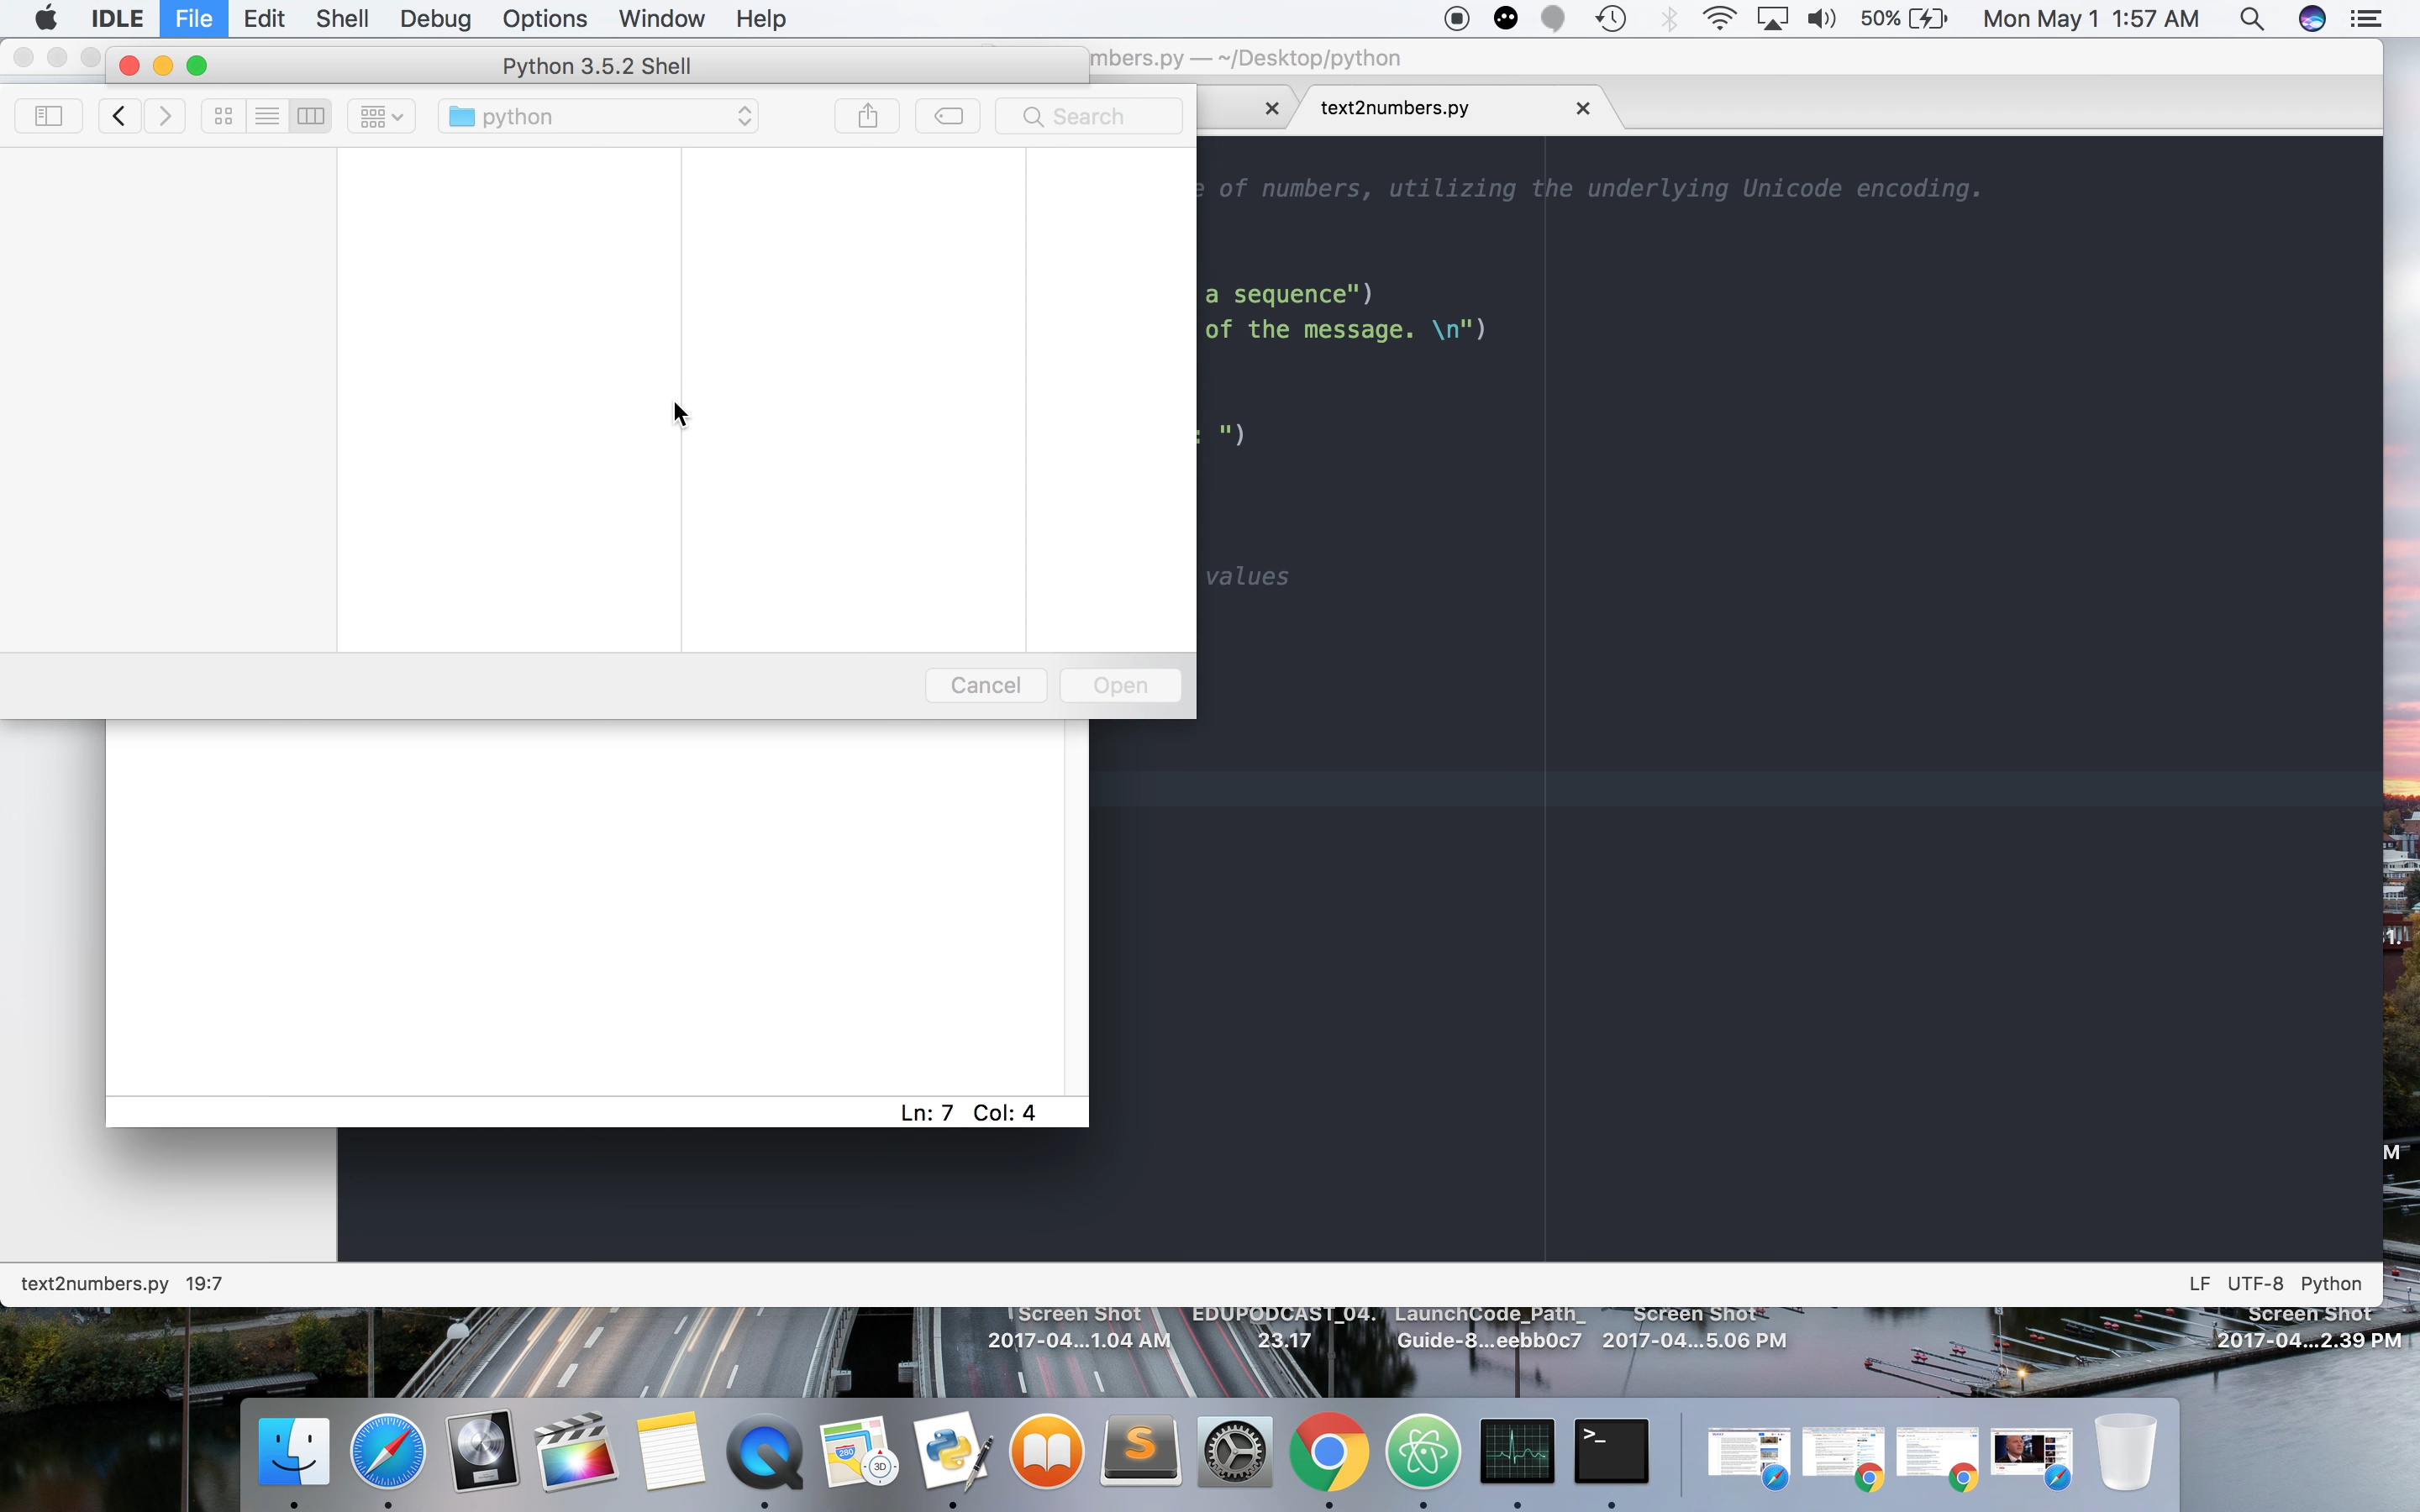 IDLE File Edit Shell Debug Options Window Help 50% Mon May 1 1:57 AM
mbers.py — ~/Desktop/python
Python 3.5.2 Shell
python Search
text2numbers.py
of numbers, utilizing the underlying Unicode encoding.
a sequence")
of the message. \n")
: ")
values
Cancel Open
Ln: 7 Col: 4
text2numbers.py 19:7
LF UTF-8 Python
Screen Shot
2017-04...1.04 AM
EDUPODCAST_04.
23.17
LaunchCode_Path_
Guide-8...eebb0c7
Screen Shot
2017-04...5.06 PM
Screen Shot
2017-04...2.39 PM
M
280
3D
S
>_